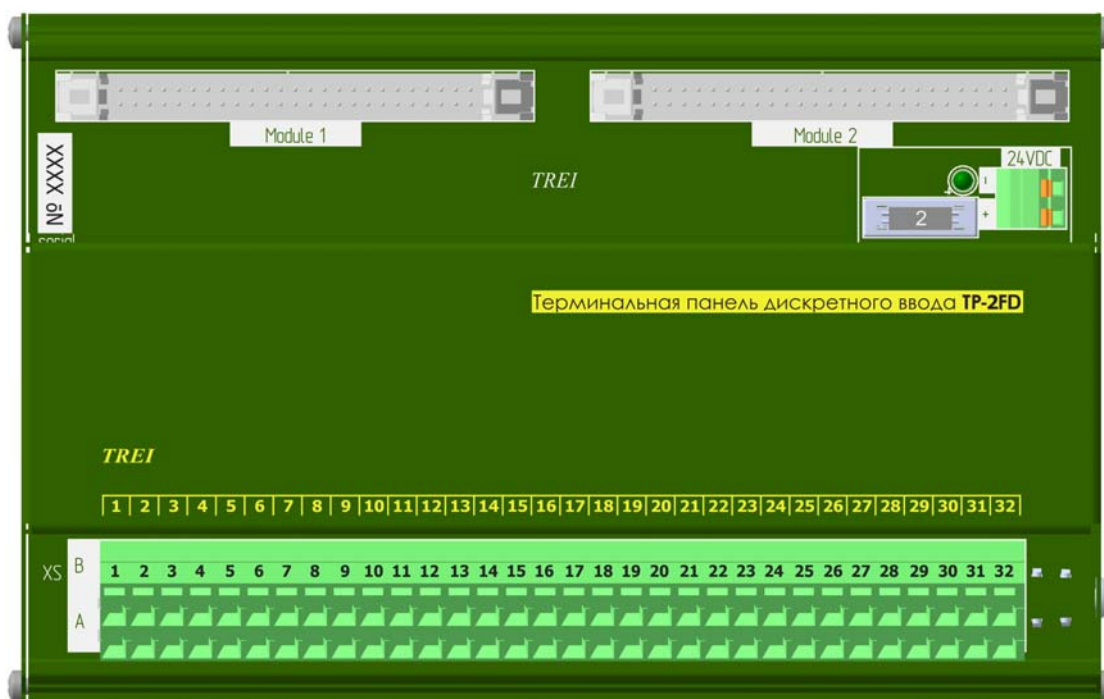 Module 1
Module 2
№ XXXX
serial
TREI
24VDC
-
+
+
2
Терминальная панель дискретного ввода TP-2FD
TREI
1 2 3 4 5 6 7 8 9 10 11 12 13 14 15 16 17 18 19 20 21 22 23 24 25 26 27 28 29 30 31 32
XS
B
1 2 3 4 5 6 7 8 9 10 11 12 13 14 15 16 17 18 19 20 21 22 23 24 25 26 27 28 29 30 31 32
A